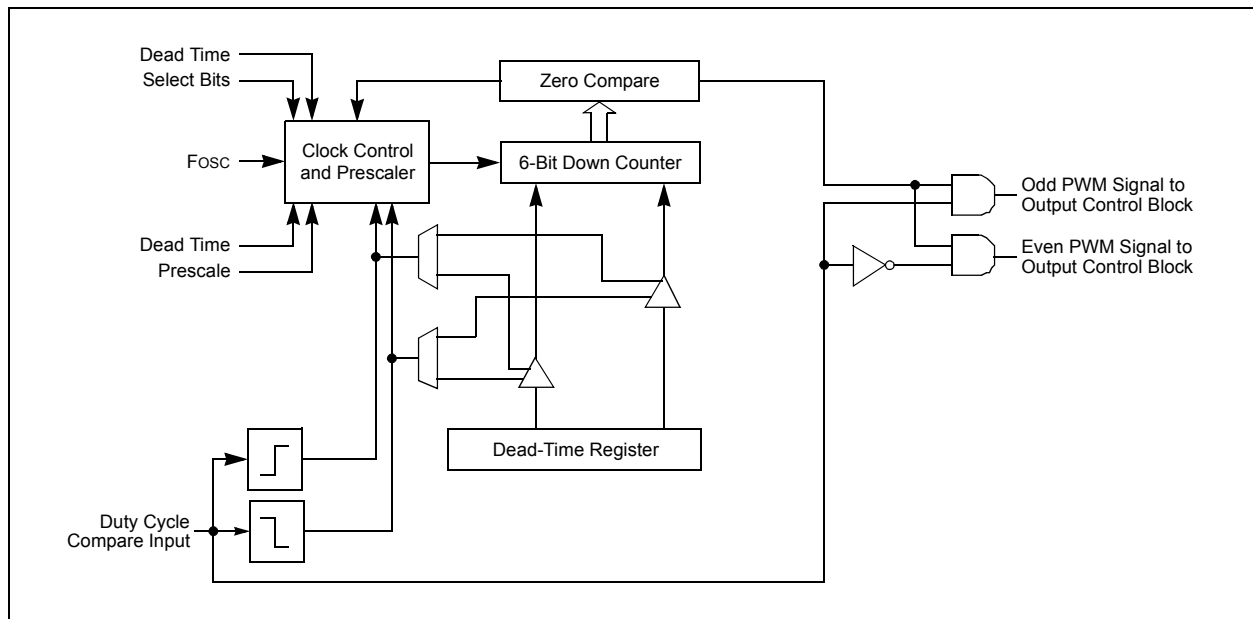 Dead Time
Select Bits
Zero Compare
Clock Control
and Prescaler
FOSC
6-Bit Down Counter
Odd PWM Signal to
Output Control Block
Dead Time
Prescale
Even PWM Signal to
Output Control Block
Dead-Time Register
Duty Cycle
Compare Input